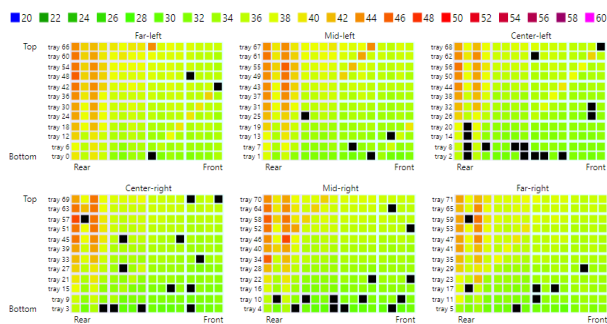 20 22 24 26 28 30 32 34 36 38 40 42 44 46 48 50 52 54 56 58 60
Far-left
Mid-left
Center-left
Top
tray 66
tray 60
tray 54
tray 48
tray 42
tray 36
tray 30
tray 24
tray 18
tray 12
tray 6
tray 0
Bottom
Rear
Front
tray 67
tray 61
tray 55
tray 49
tray 43
tray 37
tray 31
tray 25
tray 19
tray 13
tray 7
tray 1
Rear
Front
tray 68
tray 62
tray 56
tray 50
tray 44
tray 38
tray 32
tray 26
tray 20
tray 14
tray 8
tray 2
Rear
Front
Center-right
Mid-right
Far-right
Top
tray 69
tray 63
tray 57
tray 51
tray 45
tray 39
tray 33
tray 27
tray 21
tray 15
tray 9
tray 3
Bottom
Rear
Front
tray 70
tray 64
tray 58
tray 52
tray 46
tray 40
tray 34
tray 28
tray 22
tray 16
tray 10
tray 4
Rear
Front
tray 71
tray 65
tray 59
tray 53
tray 47
tray 41
tray 35
tray 29
tray 23
tray 17
tray 11
tray 5
Rear
Front